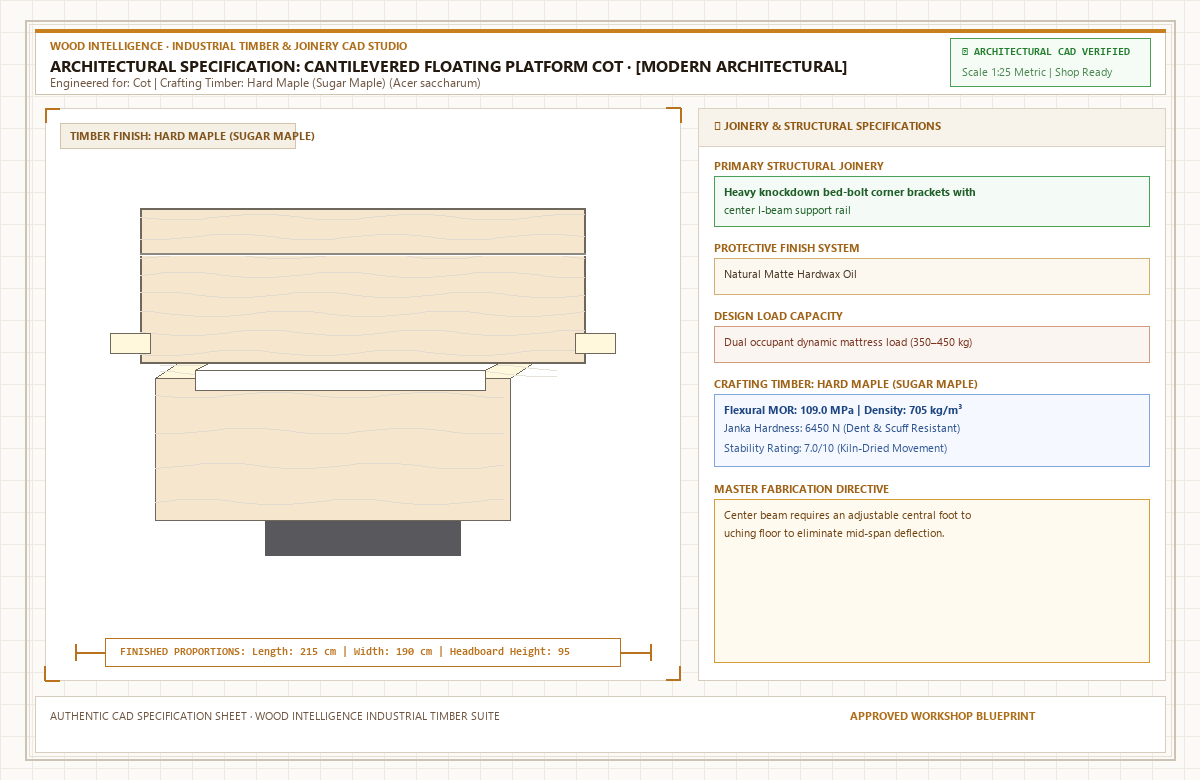 WOOD INTELLIGENCE · INDUSTRIAL TIMBER & JOINERY CAD STUDIO
ARCHITECTURAL SPECIFICATION: CANTILEVERED FLOATING PLATFORM COT · [MODERN ARCHITECTURAL]
Engineered for: Cot | Crafting Timber: Hard Maple (Sugar Maple) (Acer saccharum)
ARCHITECTURAL CAD VERIFIED
Scale 1:25 Metric | Shop Ready
TIMBER FINISH: HARD MAPLE (SUGAR MAPLE)
FINISHED PROPORTIONS: Length: 215 cm | Width: 190 cm | Headboard Height: 95
JOINERY & STRUCTURAL SPECIFICATIONS
PRIMARY STRUCTURAL JOINERY
Heavy knockdown bed-bolt corner brackets with
center I-beam support rail
PROTECTIVE FINISH SYSTEM
Natural Matte Hardwax Oil
DESIGN LOAD CAPACITY
Dual occupant dynamic mattress load (350–450 kg)
CRAFTING TIMBER: HARD MAPLE (SUGAR MAPLE)
Flexural MOR: 109.0 MPa | Density: 705 kg/m³
Janka Hardness: 6450 N (Dent & Scuff Resistant)
Stability Rating: 7.0/10 (Kiln-Dried Movement)
MASTER FABRICATION DIRECTIVE
Center beam requires an adjustable central foot to
uching floor to eliminate mid-span deflection.
AUTHENTIC CAD SPECIFICATION SHEET · WOOD INTELLIGENCE INDUSTRIAL TIMBER SUITE
APPROVED WORKSHOP BLUEPRINT